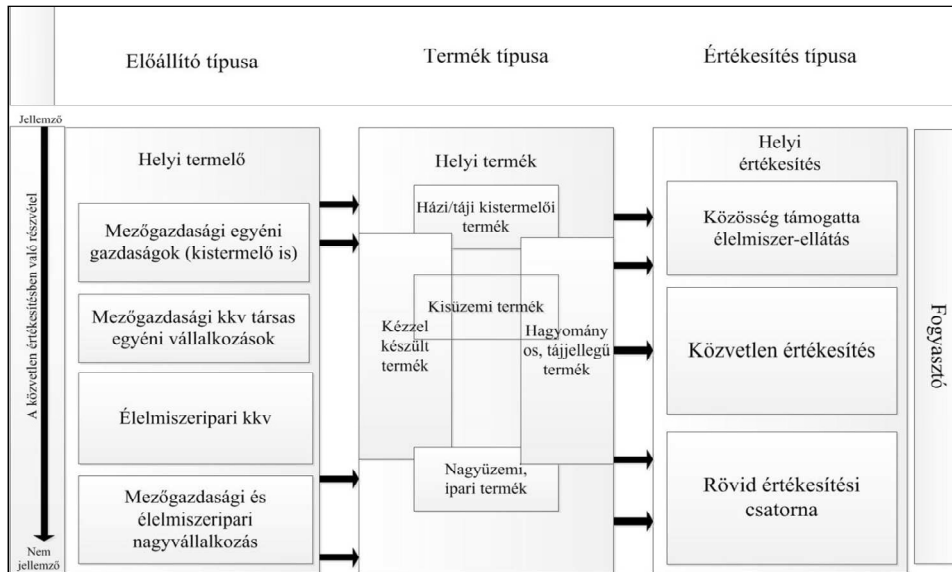 Előállító típusa
Termék típusa
Értékesítés típusa
Jellemző
A közvetlen értékesítésben való részvétel
Nem
jellemző
Helyi termelő
Mezőgazdasági egyéni
gazdaságok (kistermelő is)
Mezőgazdasági kkv társas
egyéni vállalkozások
Élelmiszeripari kkv
Mezőgazdasági és
élelmiszeripari
nagyvállalkozás
Helyi termék
Házi/táji kistermelői
termék
Kisüzemi termék
Kézzel
készült
termék
Hagyomány
os, tájjellegű
termék
Nagyüzemi,
ipari termék
Helyi
értékesítés
Közösség támogatta
élelmiszer-ellátás
Közvetlen értékesítés
Rövid értékesítési
csatorna
Fogyasztó